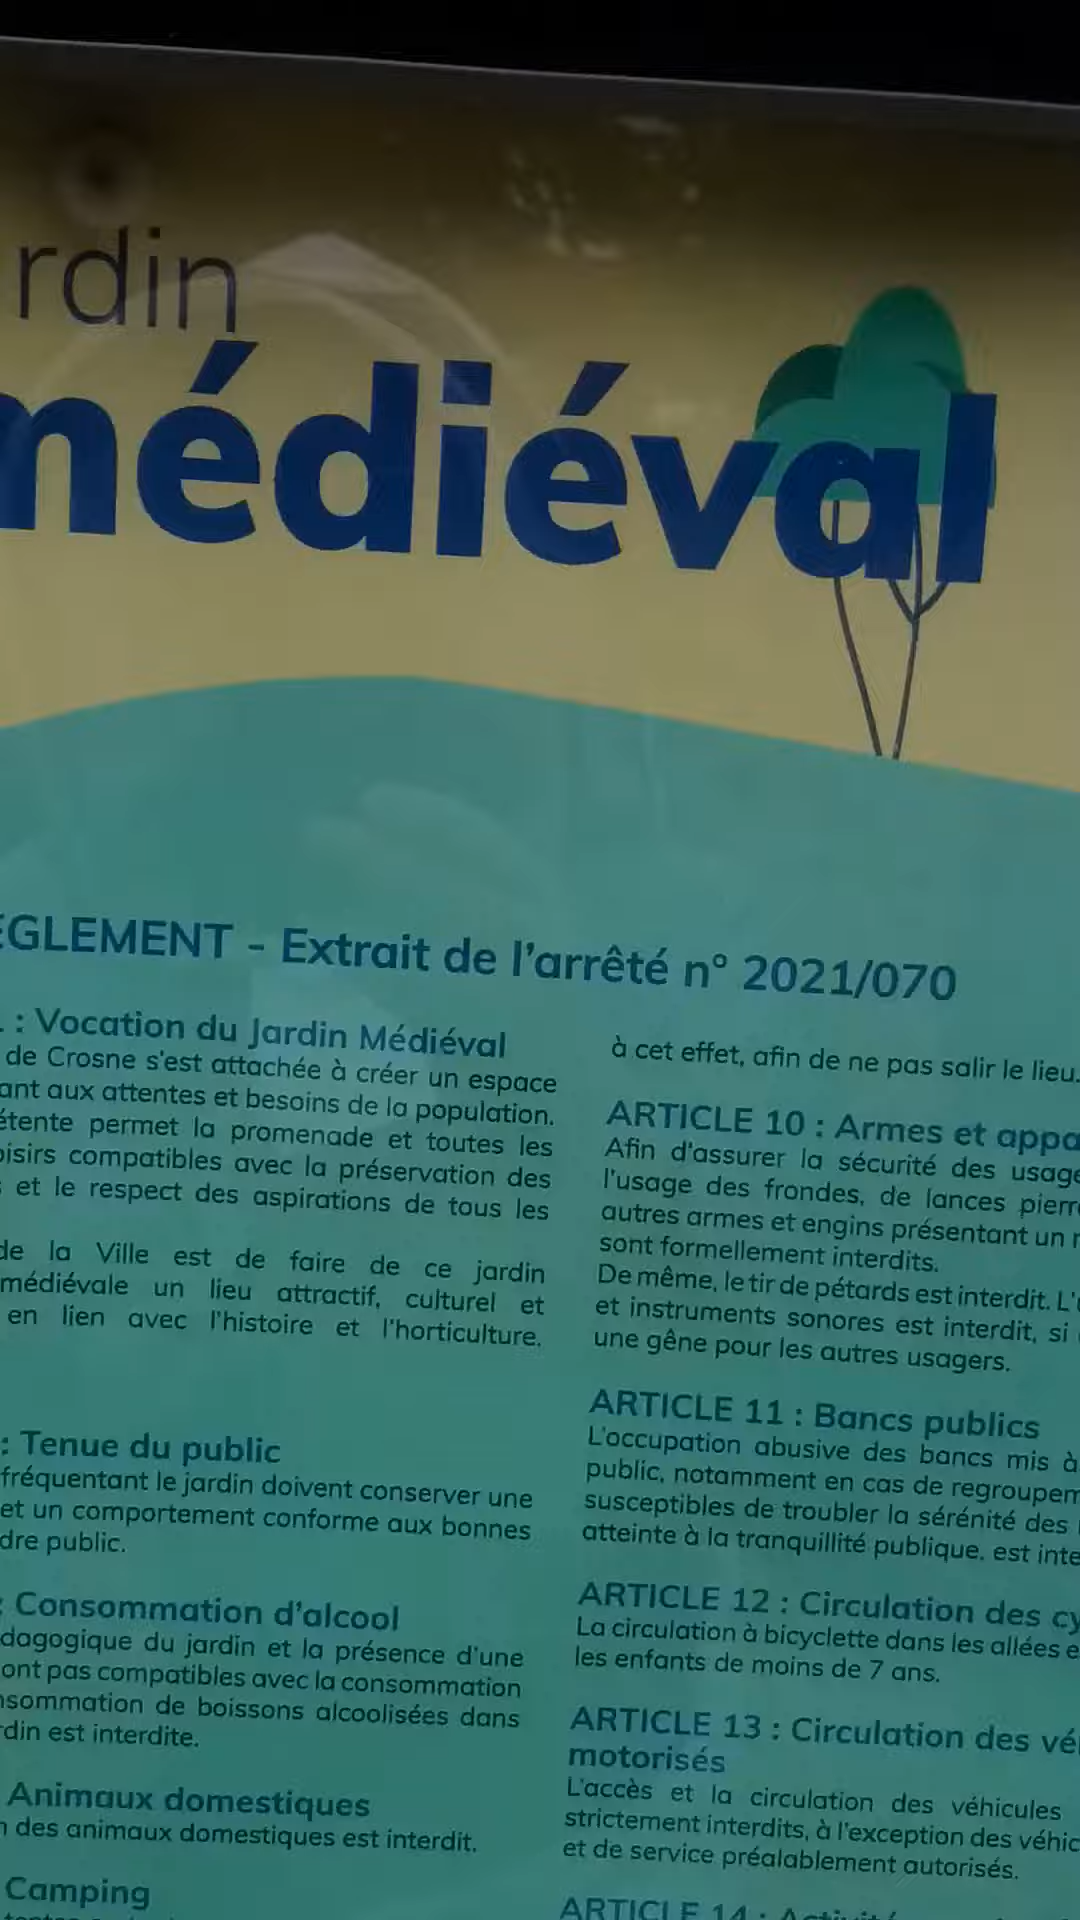 rdin
médiéval
GLEMENT - Extrait de l'arrêté n° 2021/070
: Vocation du Jardin Médiéval
de Crosne s'est attachée à créer un espace
ant aux attentes et besoins de la population.
étente permet la promenade et toutes les
oisirs compatibles avec la préservation des
et le respect des aspirations de tous les
de la Ville est de faire de ce jardin
médiévale un lieu attractif, culturel et
en lien avec l'histoire et l'horticulture.
: Tenue du public
fréquentant le jardin doivent conserver une
et un comportement conforme aux bonnes
dre public.
: Consommation d'alcool
dagogique du jardin et la présence d'une
ont pas compatibles avec la consommation
nsommation de boissons alcoolisées dans
rdin est interdite.
Animaux domestiques
n des animaux domestiques est interdit.
Camping
à cet effet, afin de ne pas salir le lieu.
ARTICLE 10 : Armes et appa
Afin d'assurer la sécurité des usage
l'usage des frondes, de lances pierr
autres armes et engins présentant un
sont formellement interdits.
De même, le tir de pétards est interdit. L'
et instruments sonores est interdit, si
une gêne pour les autres usagers.
ARTICLE 11 : Bancs publics
L'occupation abusive des bancs mis à
public, notamment en cas de regroupem
susceptibles de troubler la sérénité des
atteinte à la tranquillité publique, est inte
ARTICLE 12 : Circulation des cy
La circulation à bicyclette dans les allées e
les enfants de moins de 7 ans.
ARTICLE 13 : Circulation des vé
motorisés
L'accès et la circulation des véhicules
strictement interdits, à l'exception des véhic
et de service préalablement autorisés.
ARTICLE 14 :